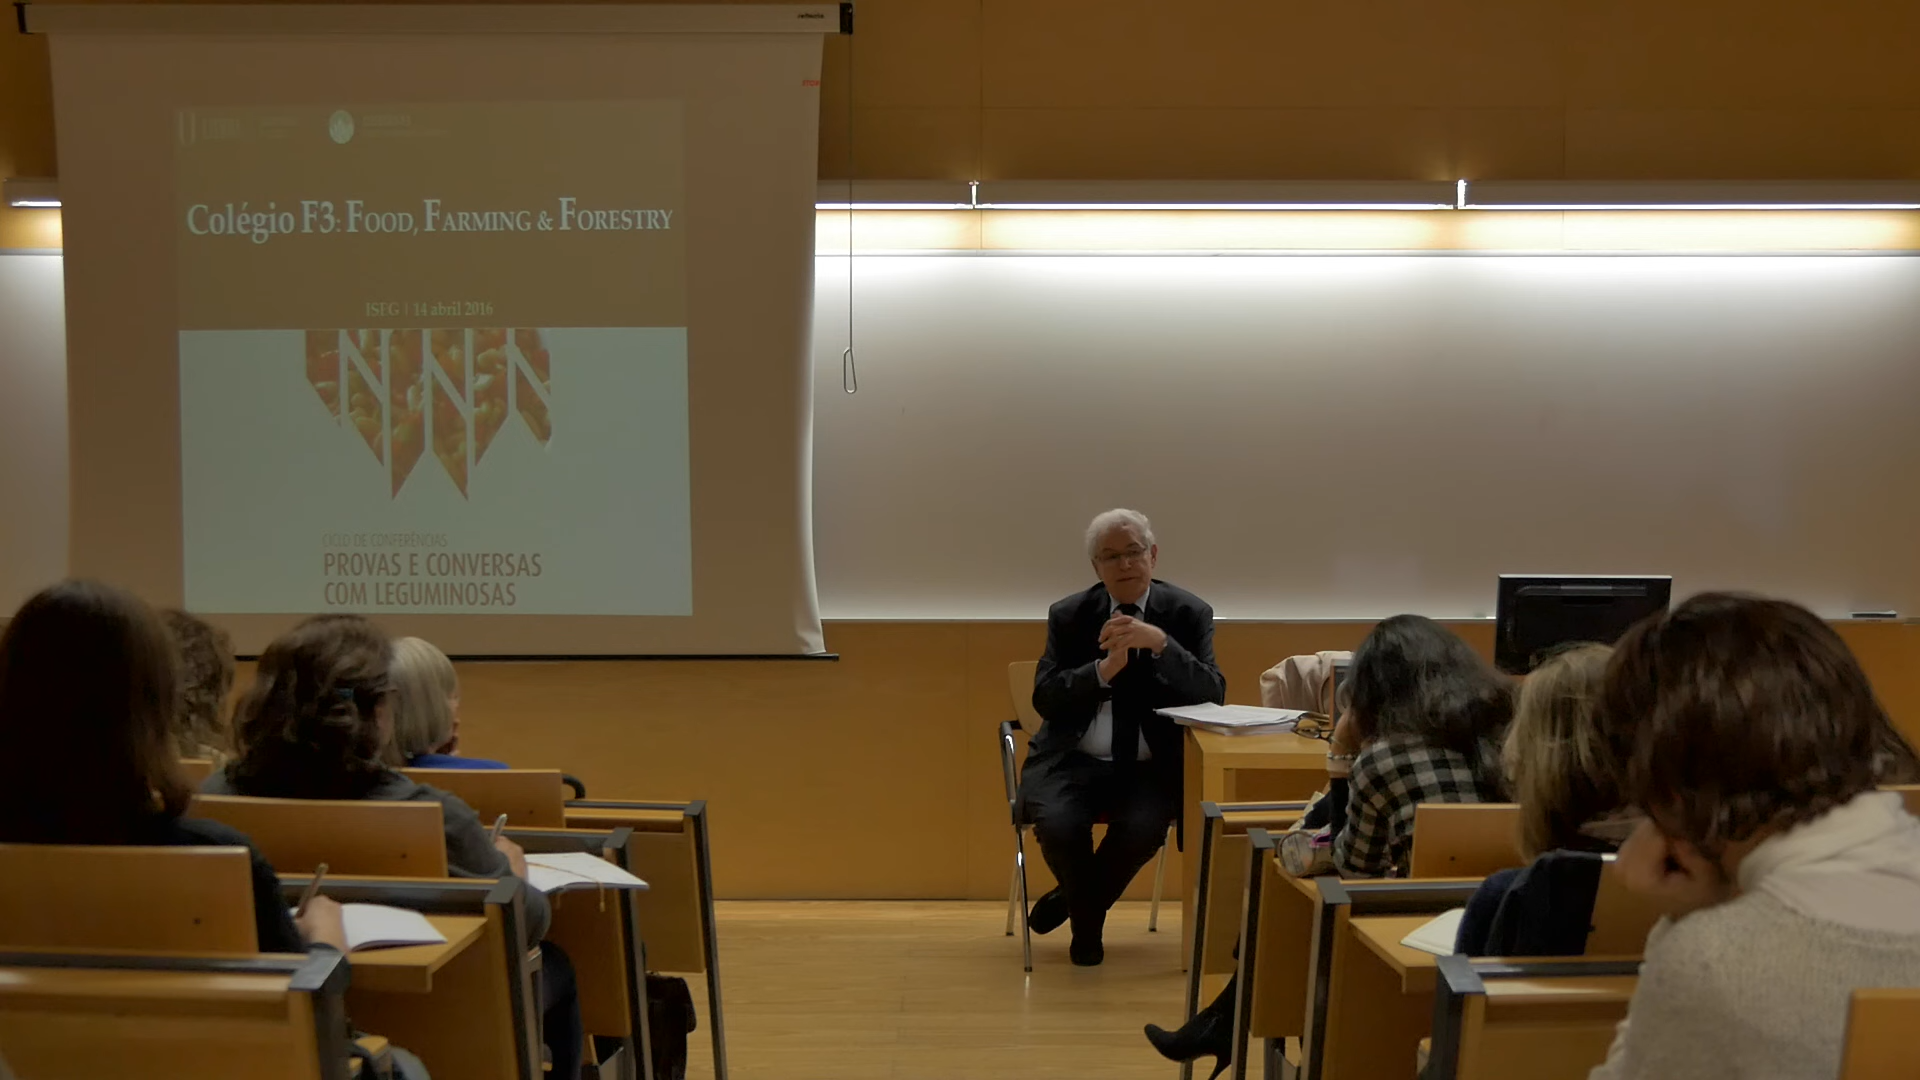 Colégio F3: FOOD, FARMING & FORESTRY
ISEG | 14 abril 2016
CICLO DE CONFERÊNCIAS
PROVAS E CONVERSAS
COM LEGUMINOSAS